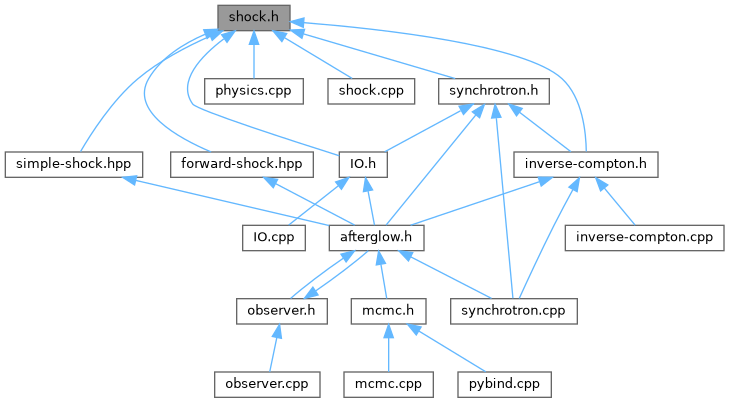 shock.h
physics.cpp
shock.cpp
synchrotron.h
simple-shock.hpp
forward-shock.hpp
IO.h
inverse-compton.h
IO.cpp
afterglow.h
inverse-compton.cpp
observer.h
mcmc.h
synchrotron.cpp
observer.cpp
mcmc.cpp
pybind.cpp